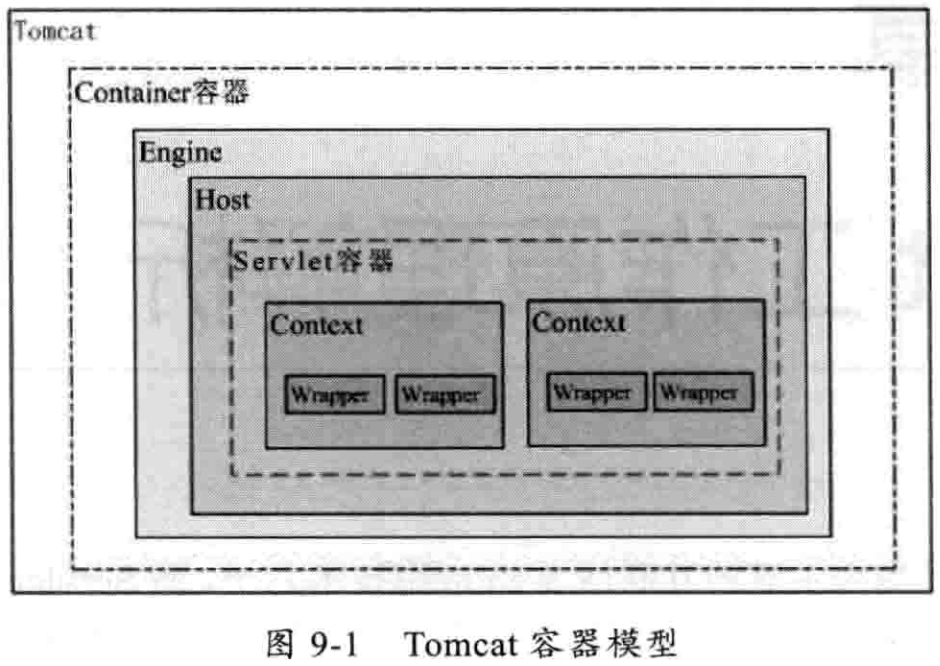 Tomcat
Container容器
Engine
Host
Servlet容器
Context
Context
Wrapper Wrapper
Wrapper Wrapper
图 9-1 Tomcat 容器模型